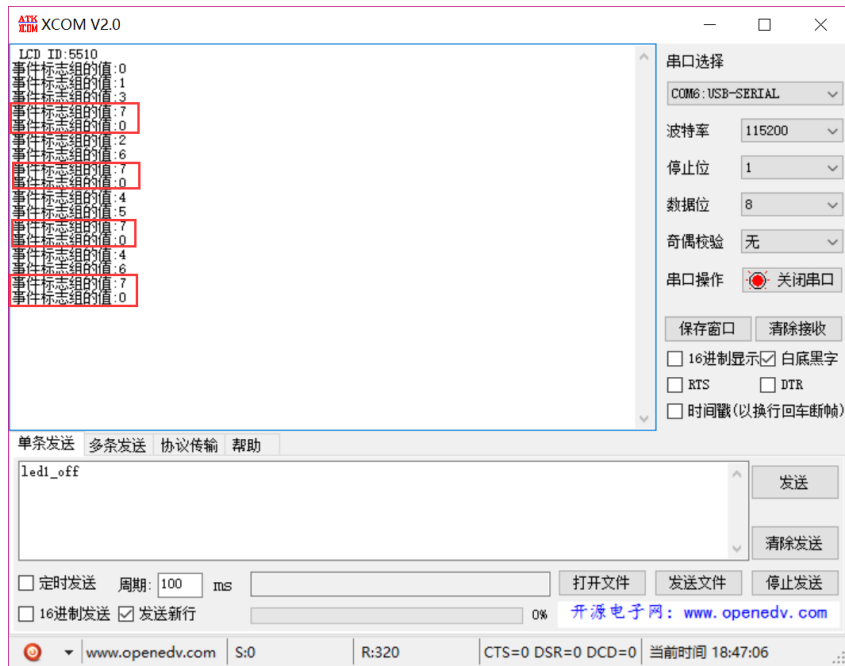 ATK XCOM XCOM V2.0
LCD ID:5510
事件标志组的值:0
事件标志组的值:1
事件标志组的值:3
事件标志组的值:7
事件标志组的值:0
事件标志组的值:2
事件标志组的值:6
事件标志组的值:7
事件标志组的值:0
事件标志组的值:4
事件标志组的值:5
事件标志组的值:7
事件标志组的值:0
事件标志组的值:4
事件标志组的值:6
事件标志组的值:7
事件标志组的值:0
串口选择
COM6:USB-SERIAL
波特率 115200
停止位 1
数据位 8
奇偶校验 无
串口操作 关闭串口
保存窗口 清除接收
16进制显示 白底黑字
RTS DTR
时间戳(以换行回车断帧)
单条发送 多条发送 协议传输 帮助
led1_off
发送
清除发送
定时发送 周期: 100 ms 打开文件 发送文件 停止发送
16进制发送 发送新行 0% 开源电子网: www.openedv.com
www.openedv.com S:0 R:320 CTS=0 DSR=0 DCD=0 当前时间 18:47:06